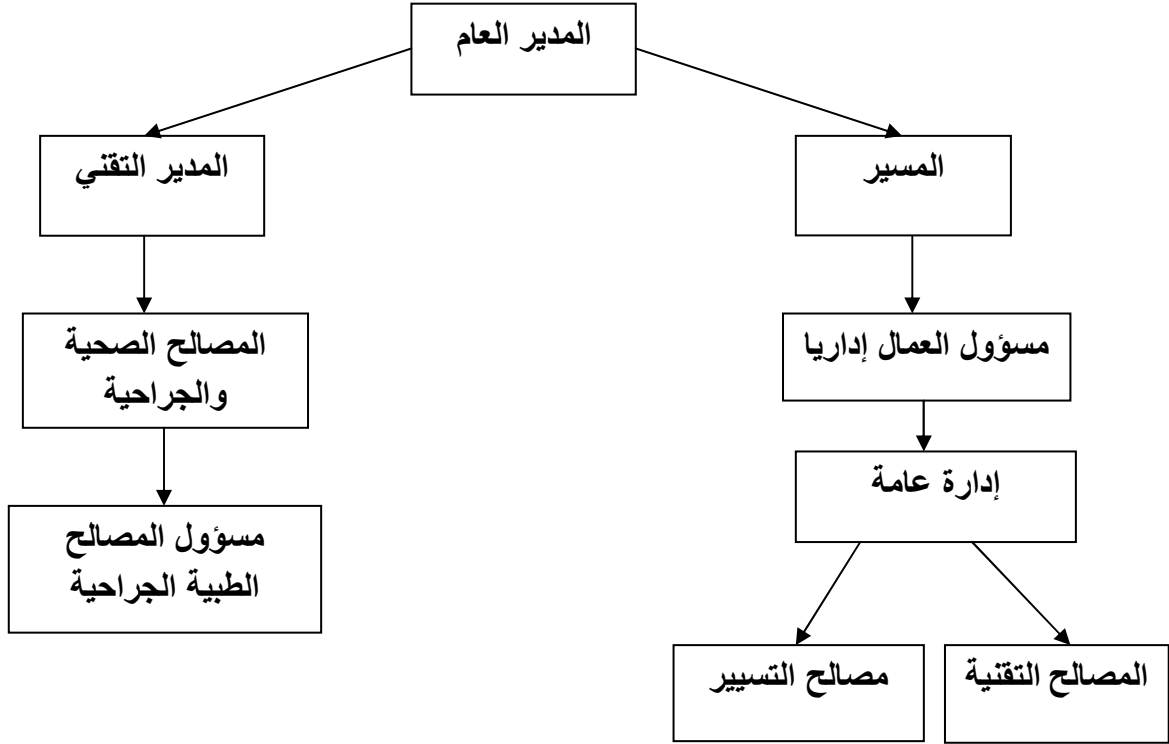 المدير العام
المسير
المدير التقني
مسؤول العمال إداريا
المصالح الصحية
والجراحية
إدارة عامة
مسؤول المصالح
الطبية الجراحية
المصالح التقنية
مصالح التسيير